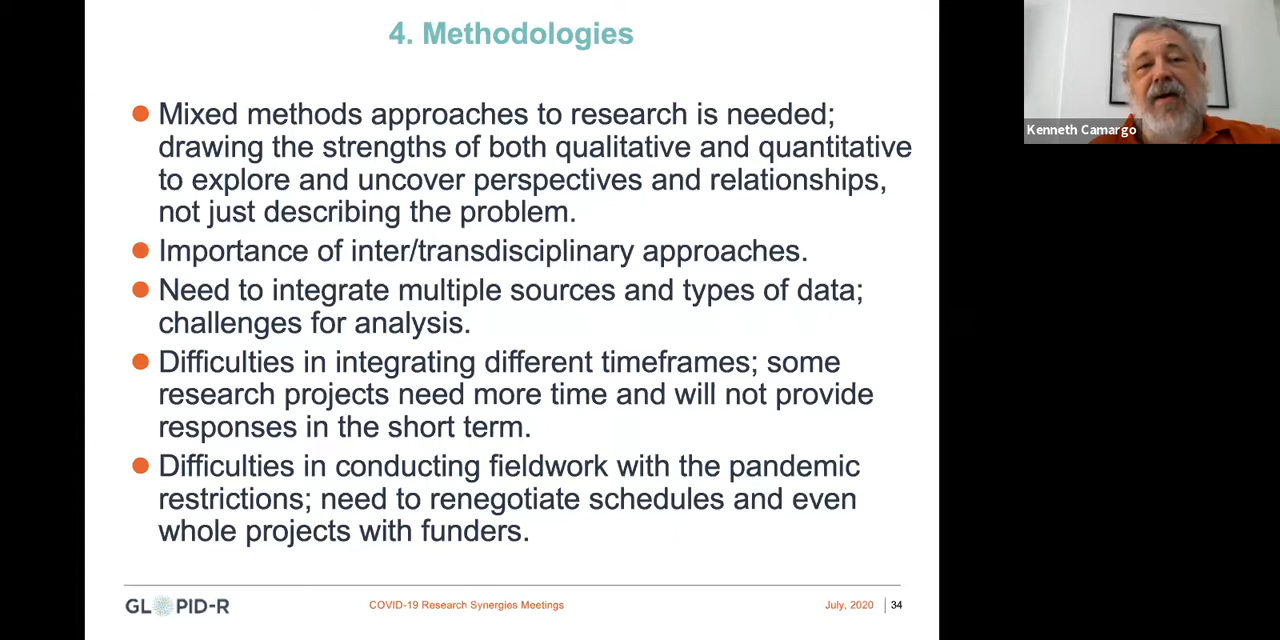 4. Methodologies
Mixed methods approaches to research is needed;
drawing the strengths of both qualitative and quantitative
to explore and uncover perspectives and relationships,
not just describing the problem.
Importance of inter/transdisciplinary approaches.
Need to integrate multiple sources and types of data;
challenges for analysis.
Difficulties in integrating different timeframes; some
research projects need more time and will not provide
responses in the short term.
Difficulties in conducting fieldwork with the pandemic
restrictions; need to renegotiate schedules and even
whole projects with funders.
GLOPID-R COVID-19 Research Synergies Meetings July, 2020 34
Kenneth Camargo